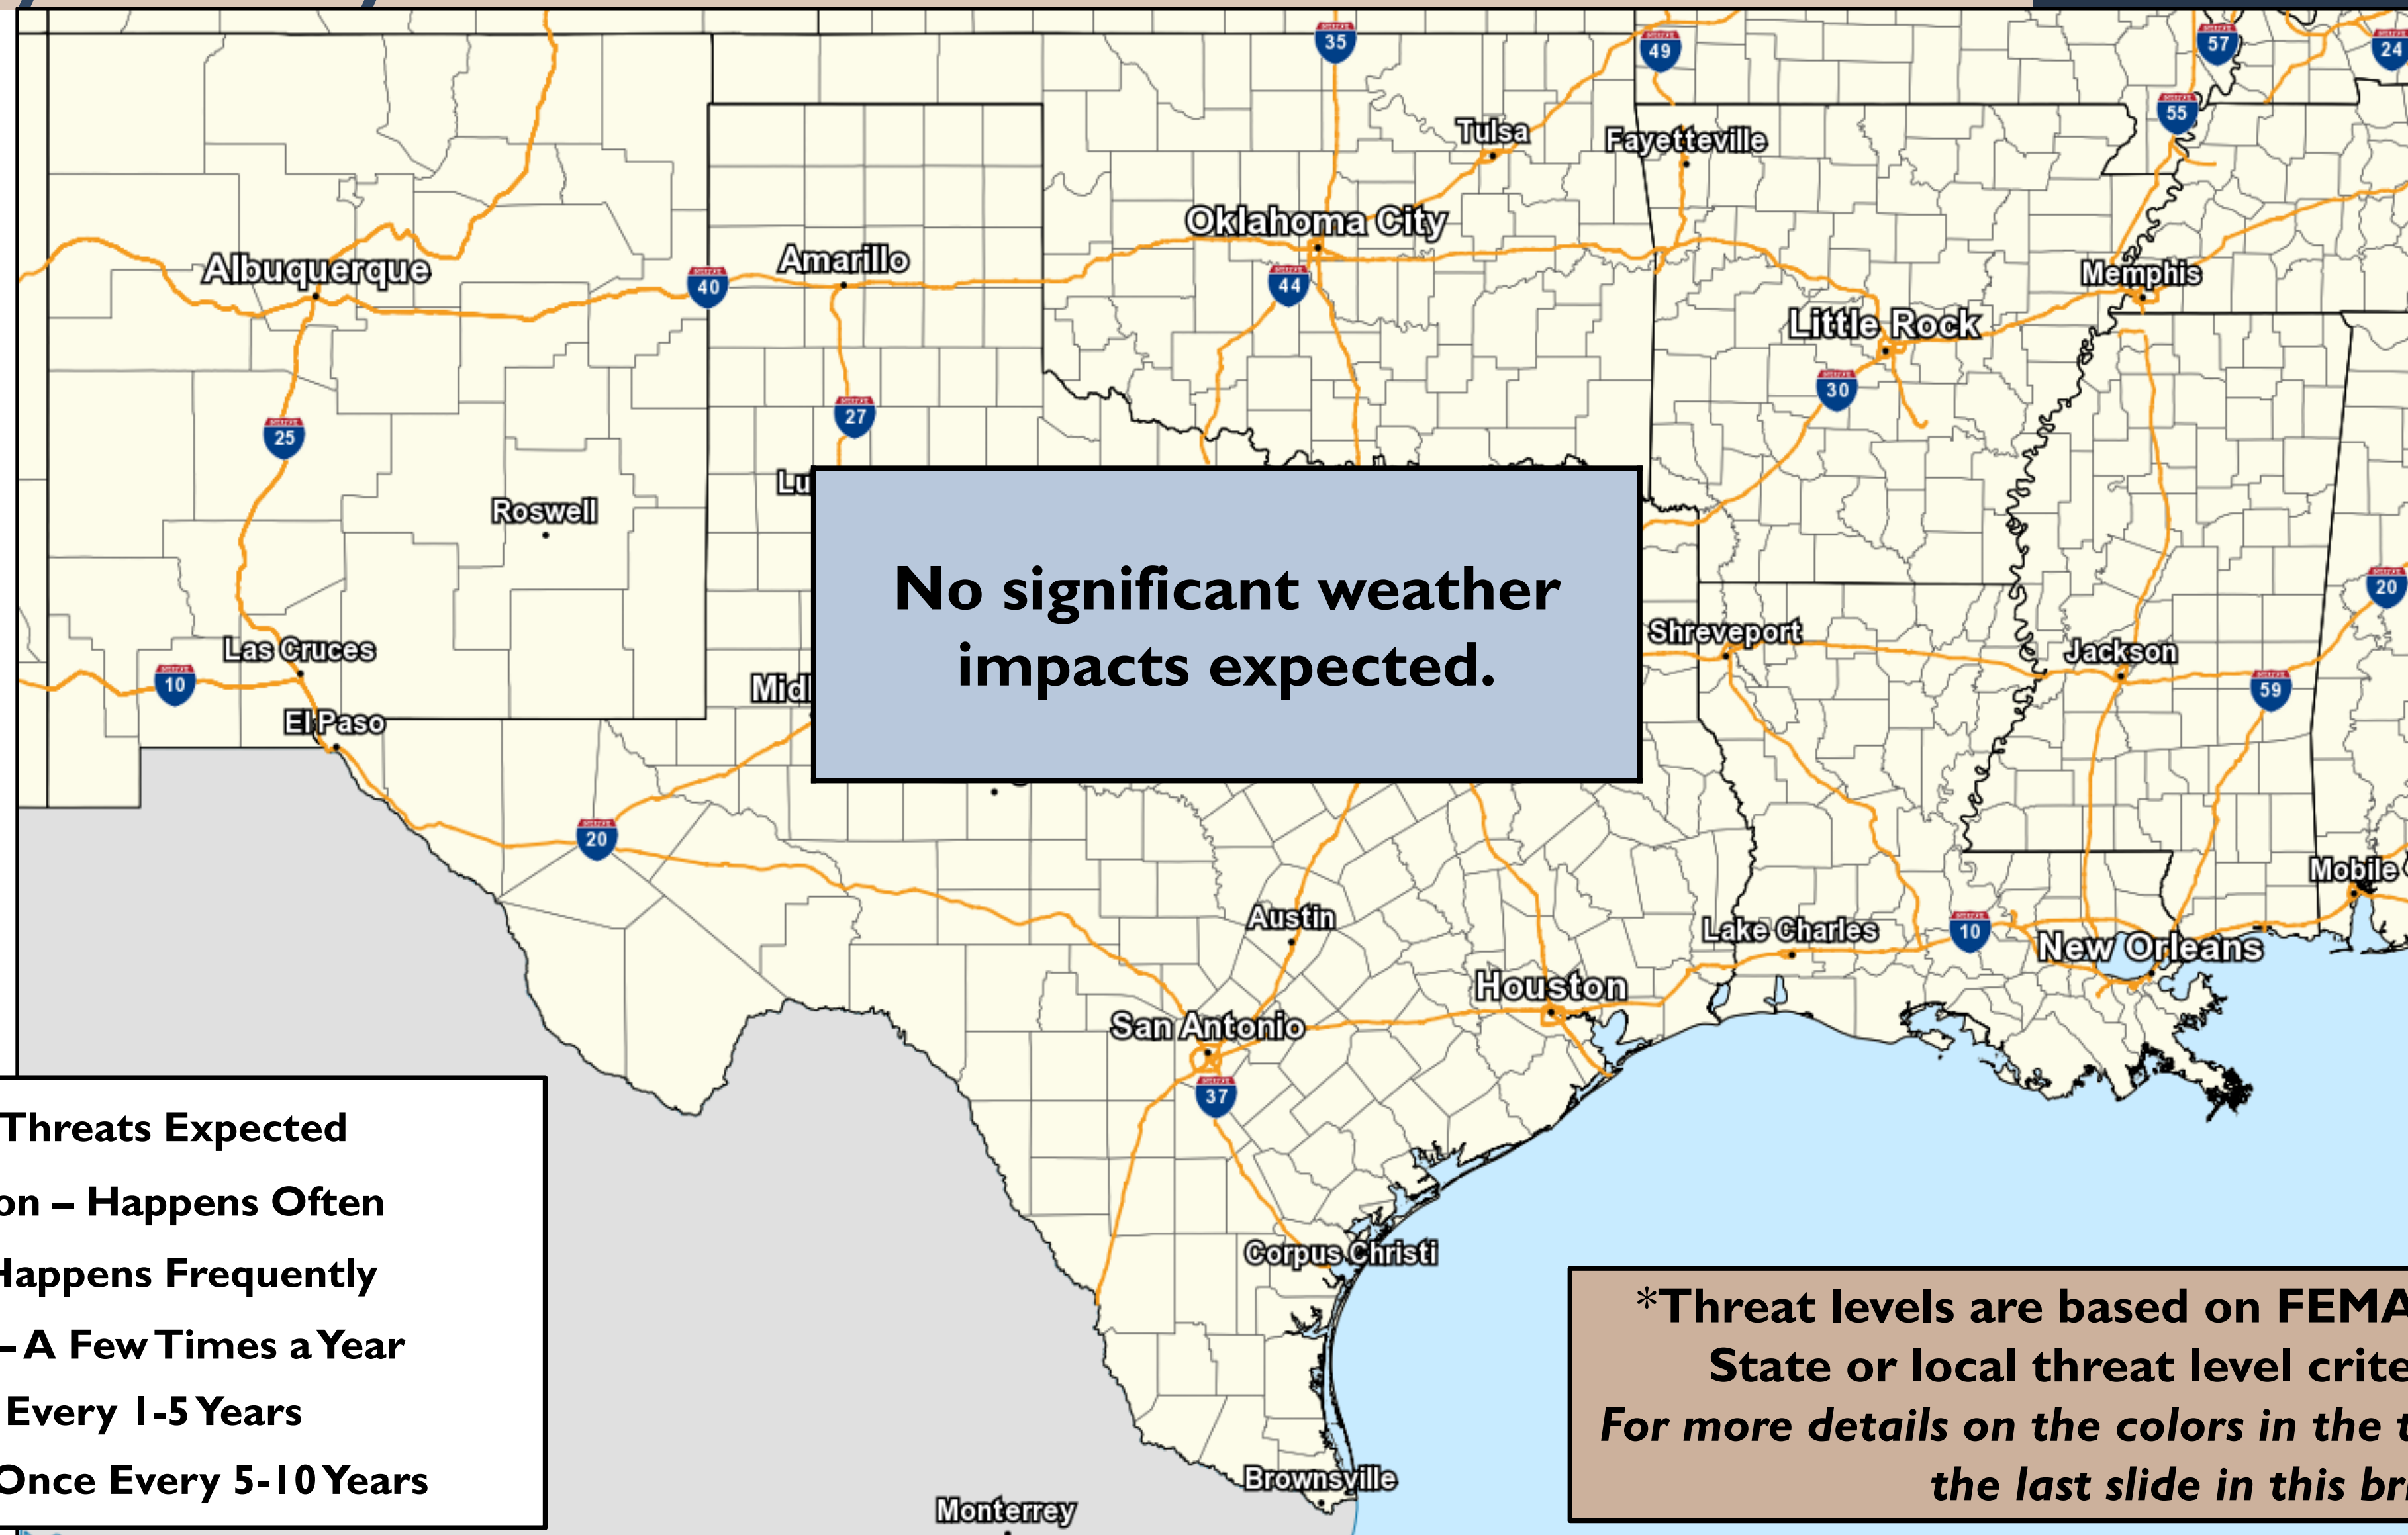 35
49
57
24
55
Tulsa
Fayetteville
Oklahoma City
Albuquerque
Amarillo
40
44
Memphis
Little Rock
30
27
25
Lu
Roswell
No significant weather
impacts expected.
20
Shreveport
Jackson
Las Cruces
10
Midl
59
El Paso
20
Mobile
Austin
Lake Charles
10
New Orleans
Houston
San Antonio
37
Threats Expected
on – Happens Often
Happens Frequently
– A Few Times a Year
Every 1-5 Years
Once Every 5-10 Years
Corpus Christi
*Threat levels are based on FEMA
State or local threat level crite
For more details on the colors in the t
the last slide in this bri
Brownsville
Monterrey